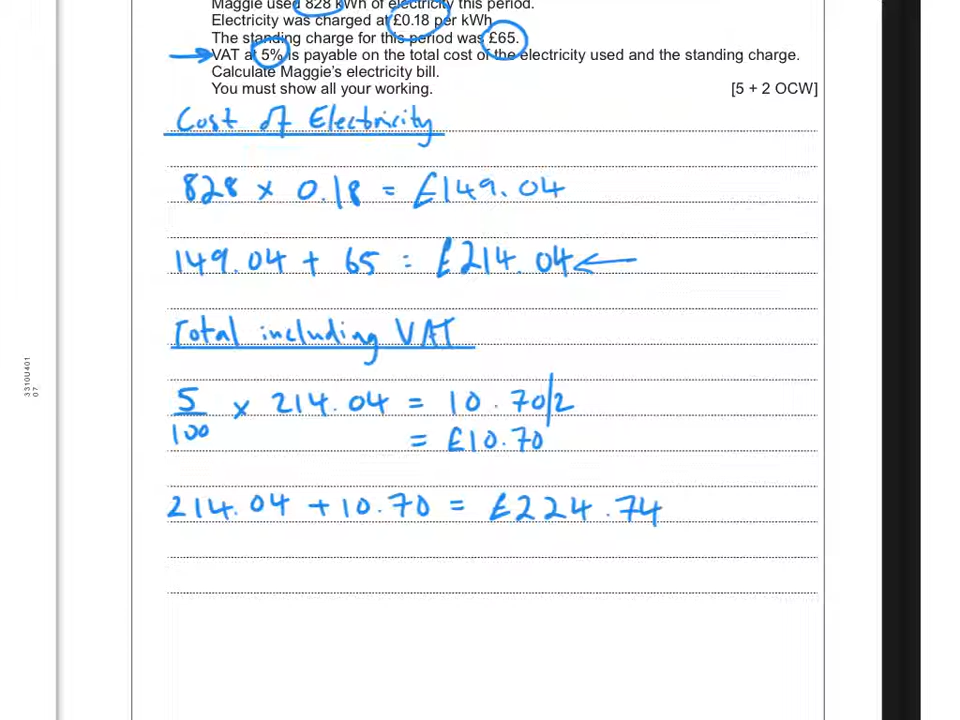 Maggie used 828 kWh of electricity this period.
Electricity was charged at £0.18 per kWh
The standing charge for this period was £65.
VAT at 5% is payable on the total cost of the electricity used and the standing charge.
Calculate Maggie's electricity bill.
You must show all your working. [5 + 2 OCW]
Cost of Electricity
828 × 0.18 = £149.04
149.04 + 65 = £214.04
Total including VAT
5/100 × 214.04 = 10.70|2
= £10.70
214.04 + 10.70 = £224.74
3310U401
07